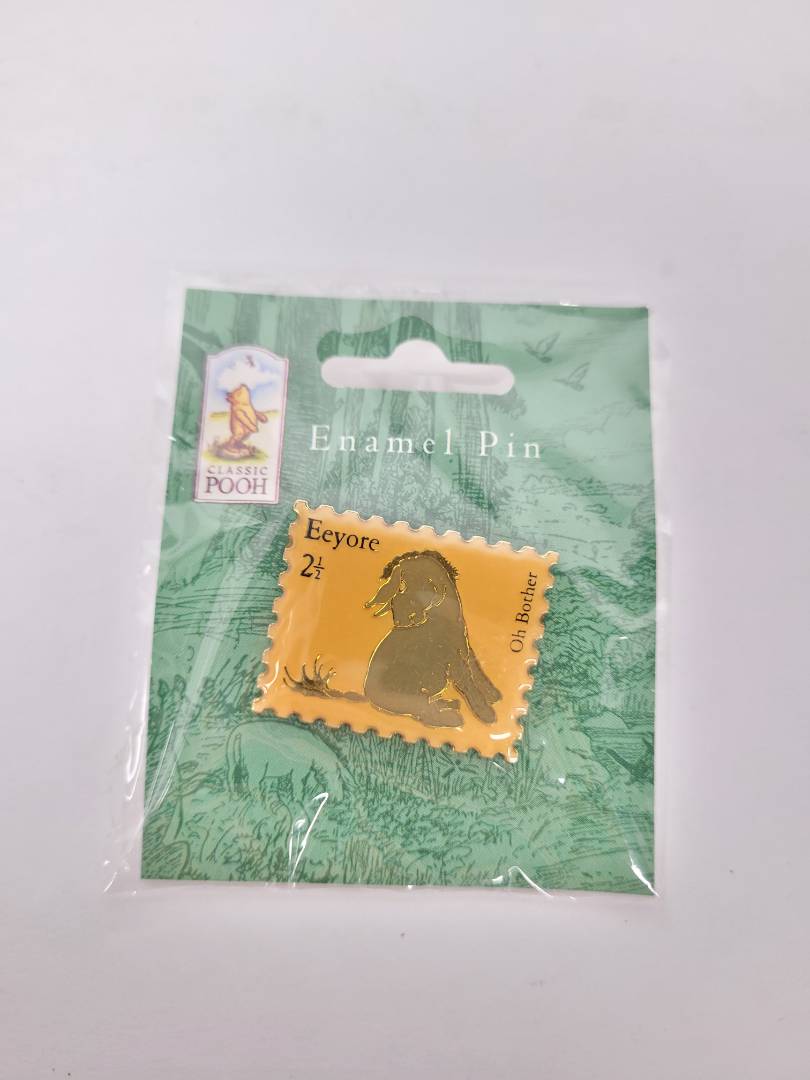 CLASSIC
POOH
Enamel Pin
Eeyore
2½
Oh Bother